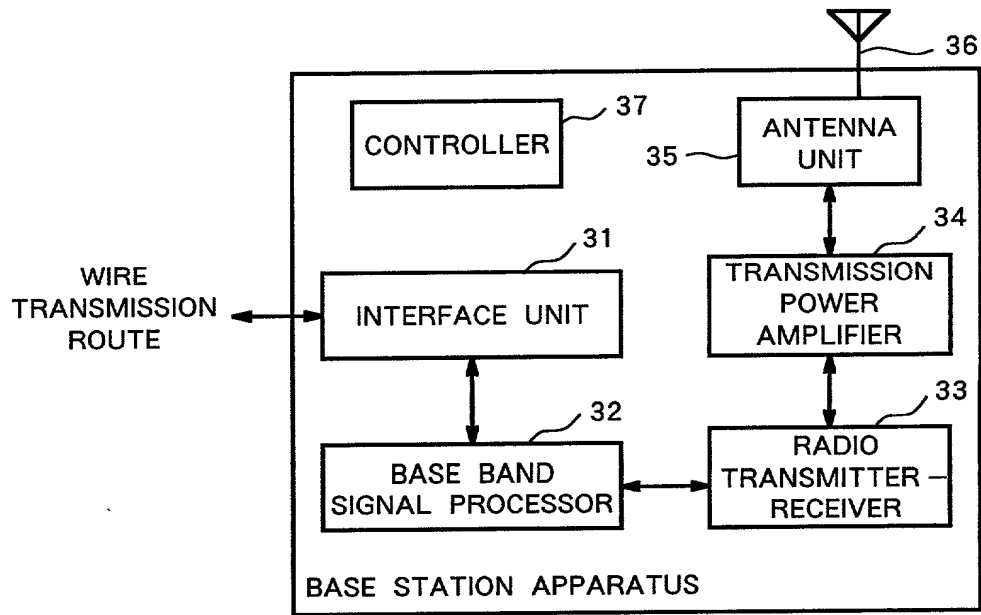 36
37
CONTROLLER
35
ANTENNA
UNIT
31
34
WIRE
TRANSMISSION
ROUTE
INTERFACE UNIT
TRANSMISSION
POWER
AMPLIFIER
32
33
BASE BAND
SIGNAL PROCESSOR
RADIO
TRANSMITTER–
RECEIVER
BASE STATION APPARATUS